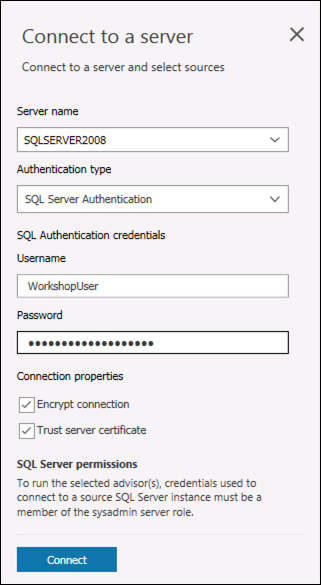 Connect to a server
Connect to a server and select sources
Server name
SQLSERVER2008
Authentication type
SQL Server Authentication
SQL Authentication credentials
Username
WorkshopUser
Password
●●●●●●●●●●●●●●●●●●●
Connection properties
Encrypt connection
Trust server certificate
SQL Server permissions
To run the selected advisor(s), credentials used to
connect to a source SQL Server instance must be a
member of the sysadmin server role.
Connect